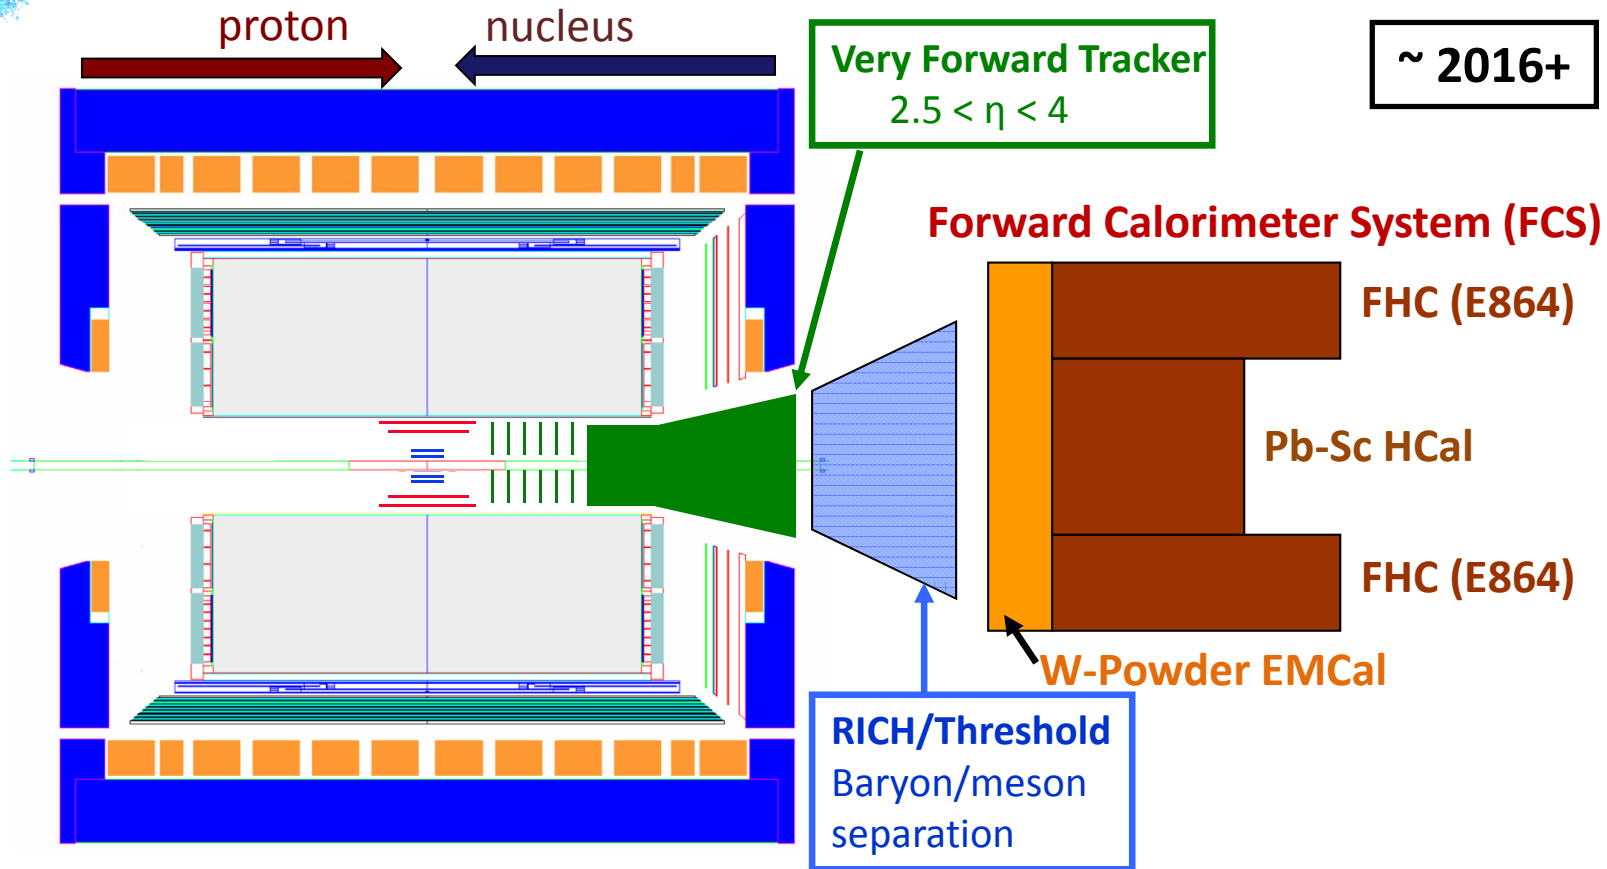 proton
nucleus
Very Forward Tracker
2.5 < η < 4
~ 2016+
Forward Calorimeter System (FCS)
FHC (E864)
Pb-Sc HCal
FHC (E864)
W-Powder EMCal
RICH/Threshold
Baryon/meson
separation